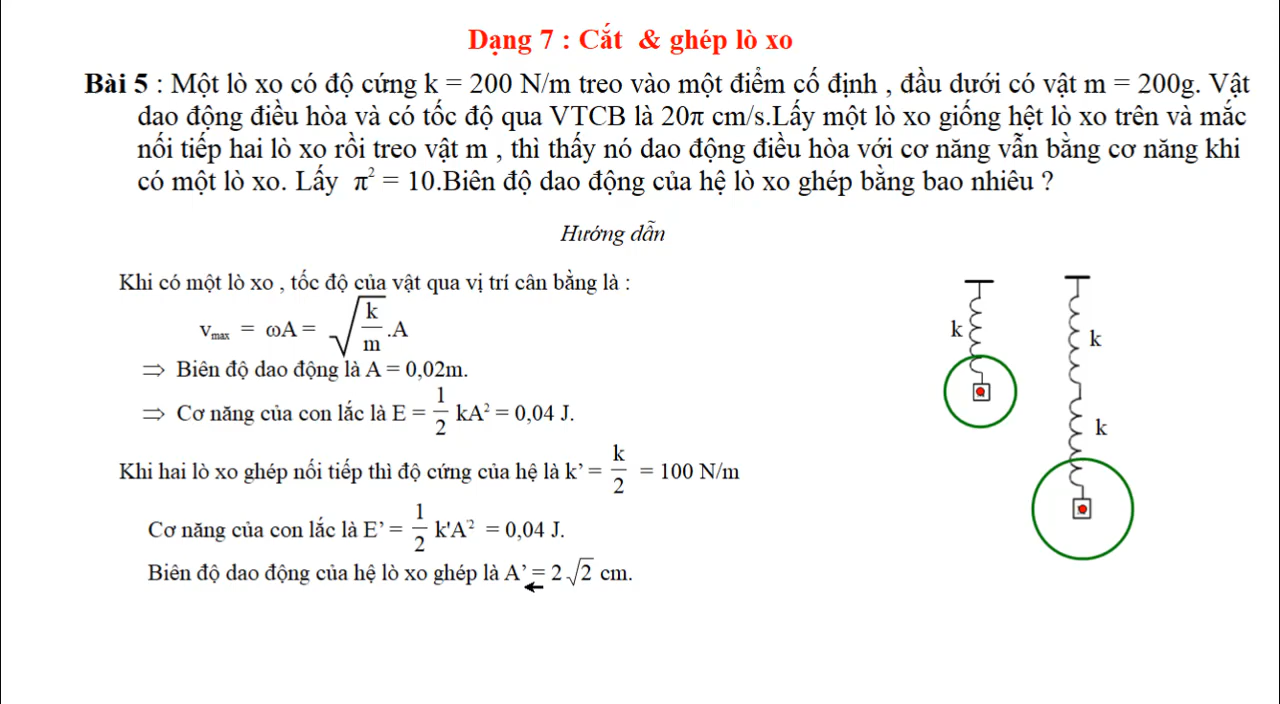 Dạng 7 : Cắt & ghép lò xo
Bài 5 : Một lò xo có độ cứng k = 200 N/m treo vào một điểm cố định , đầu dưới có vật m = 200g. Vật
dao động điều hòa và có tốc độ qua VTCB là 20π cm/s.Lấy một lò xo giống hệt lò xo trên và mắc
nối tiếp hai lò xo rồi treo vật m , thì thấy nó dao động điều hòa với cơ năng vẫn bằng cơ năng khi
có một lò xo. Lấy π² = 10.Biên độ dao động của hệ lò xo ghép bằng bao nhiêu ?
Hướng dẫn
Khi có một lò xo , tốc độ của vật qua vị trí cân bằng là :
vmax = ωA = √(k/m).A
⇒ Biên độ dao động là A = 0,02m.
⇒ Cơ năng của con lắc là E = 1/2 kA² = 0,04 J.
Khi hai lò xo ghép nối tiếp thì độ cứng của hệ là k’ = k/2 = 100 N/m
Cơ năng của con lắc là E’ = 1/2 k'A² = 0,04 J.
Biên độ dao động của hệ lò xo ghép là A’ = 2√2 cm.
k
k
k